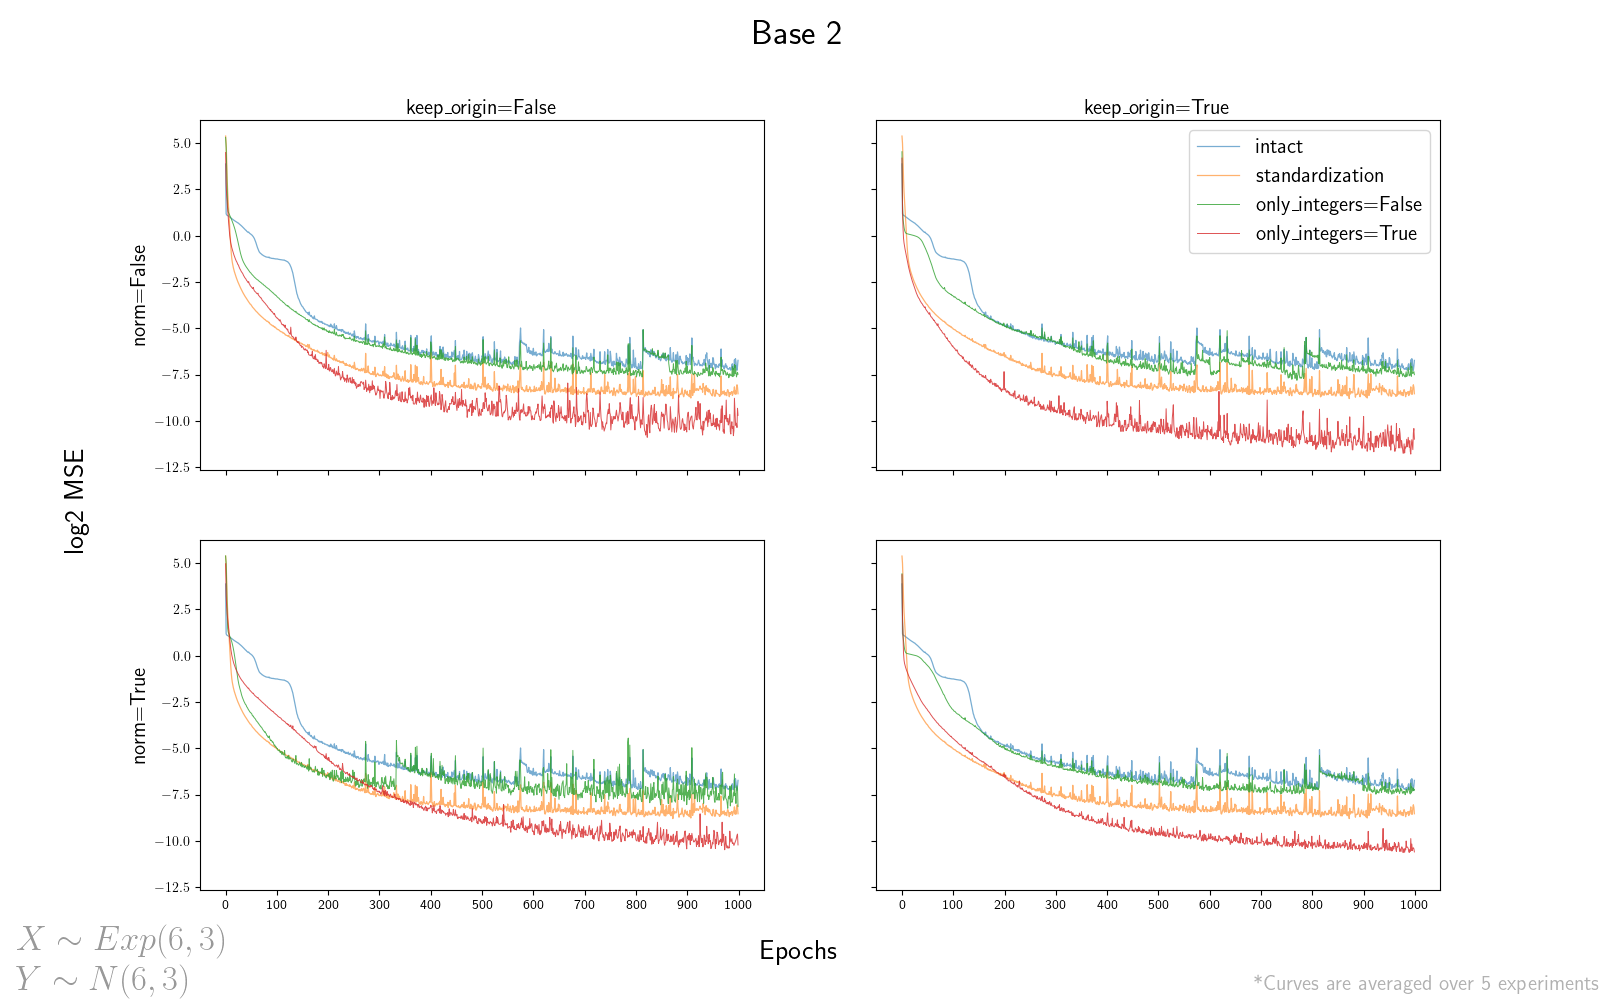 Base 2
keep_origin=False
keep_origin=True
norm=False
5.0
2.5
0.0
−2.5
−5.0
−7.5
−10.0
−12.5
intact
standardization
only_integers=False
only_integers=True
log2 MSE
norm=True
5.0
2.5
0.0
−2.5
−5.0
−7.5
−10.0
−12.5
0 100 200 300 400 500 600 700 800 900 1000
0 100 200 300 400 500 600 700 800 900 1000
Epochs
X ∼ Exp(6, 3)
Y ∼ N(6, 3)
*Curves are averaged over 5 experiments